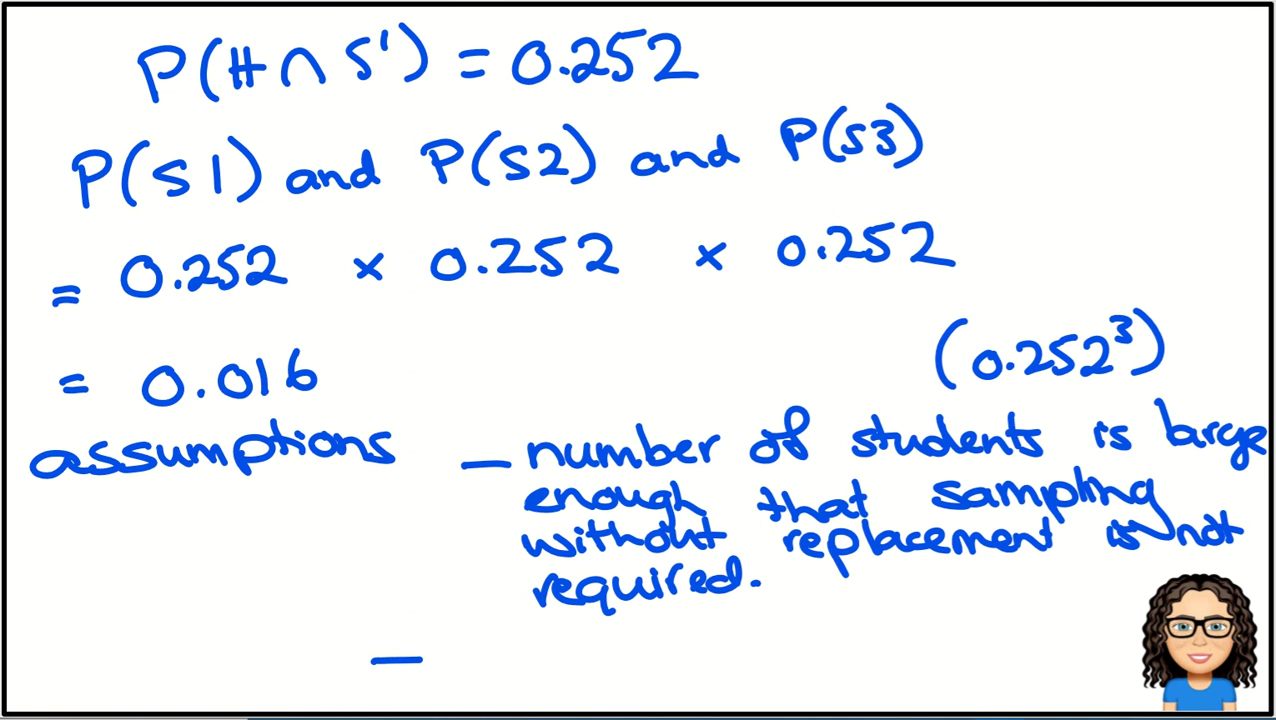 P(H∩S') = 0.252
P(S1) and P(S2) and P(S3)
= 0.252 × 0.252 × 0.252
(0.252³)
= 0.016
assumptions – number of students is large
enough that sampling
without replacement is not
required.
–